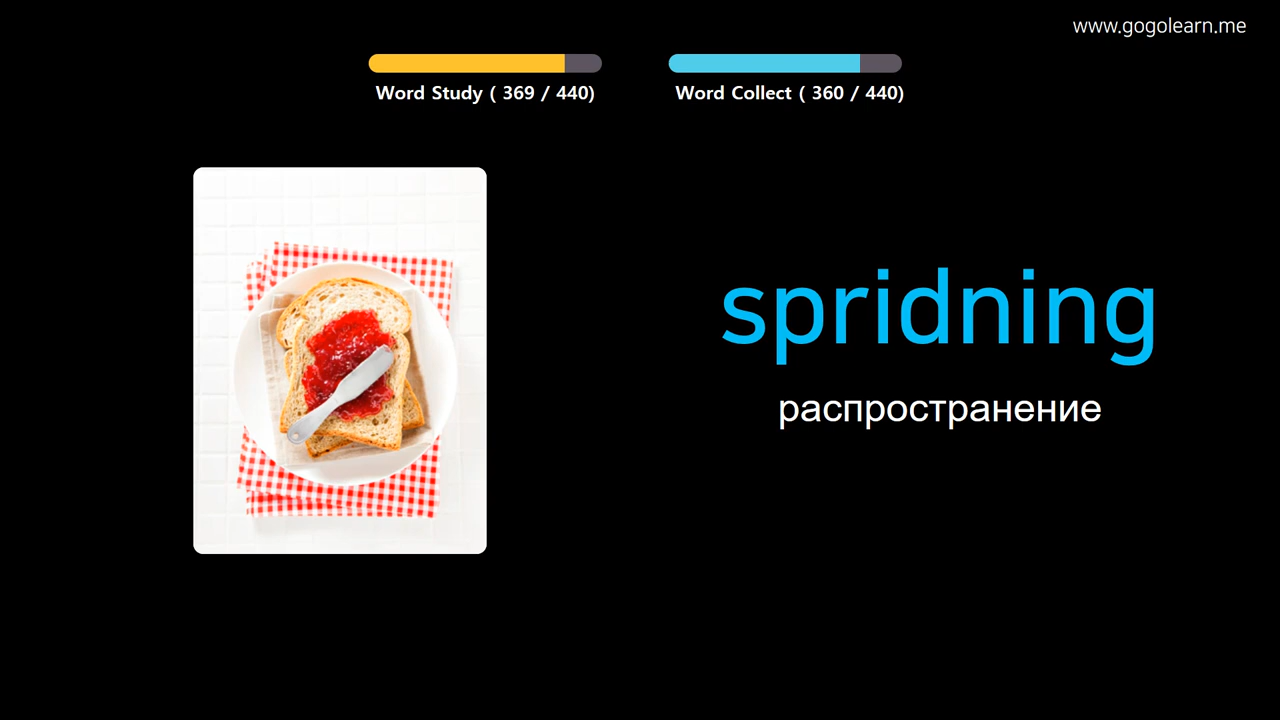 www.gogolearn.me
Word Study ( 369 / 440)
Word Collect ( 360 / 440)
spridning
распространение